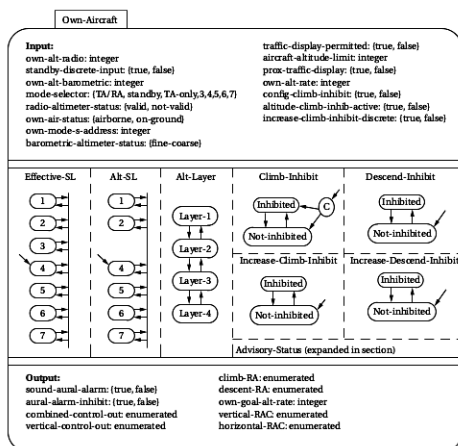 Own-Aircraft
Input:
own-alt-radio: integer
standby-discrete-input: {true, false}
own-alt-barometric: integer
mode-selector: {TA/RA, standby, TA-only,3,4,5,6,7}
radio-altimeter-status: {valid, not-valid}
own-air-status: {airborne, on-ground}
own-mode-s-address: integer
barometric-altimeter-status: {fine-coarse}
traffic-display-permitted: {true, false}
aircraft-altitude-limit: integer
prox-traffic-display: {true, false}
own-alt-rate: integer
config-climb-inhibit: {true, false}
altitude-climb-inhib-active: {true, false}
increase-climb-inhibit-discrete: {true, false}
Effective-SL
1
2
3
4
5
6
7
Alt-SL
1
2
4
5
6
7
Alt-Layer
Layer-1
Layer-2
Layer-3
Layer-4
Climb-Inhibit
Inhibited
C
Not-inhibited
Descend-Inhibit
Inhibited
Not-inhibited
Increase-Climb-Inhibit
Inhibited
Not-inhibited
Increase-Descend-Inhibit
Inhibited
Not-inhibited
Advisory-Status (expanded in section)
Output:
sound-aural-alarm: {true, false}
aural-alarm-inhibit: {true, false}
combined-control-out: enumerated
vertical-control-out: enumerated
climb-RA: enumerated
descent-RA: enumerated
own-goal-alt-rate: integer
vertical-RAC: enumerated
horizontal-RAC: enumerated